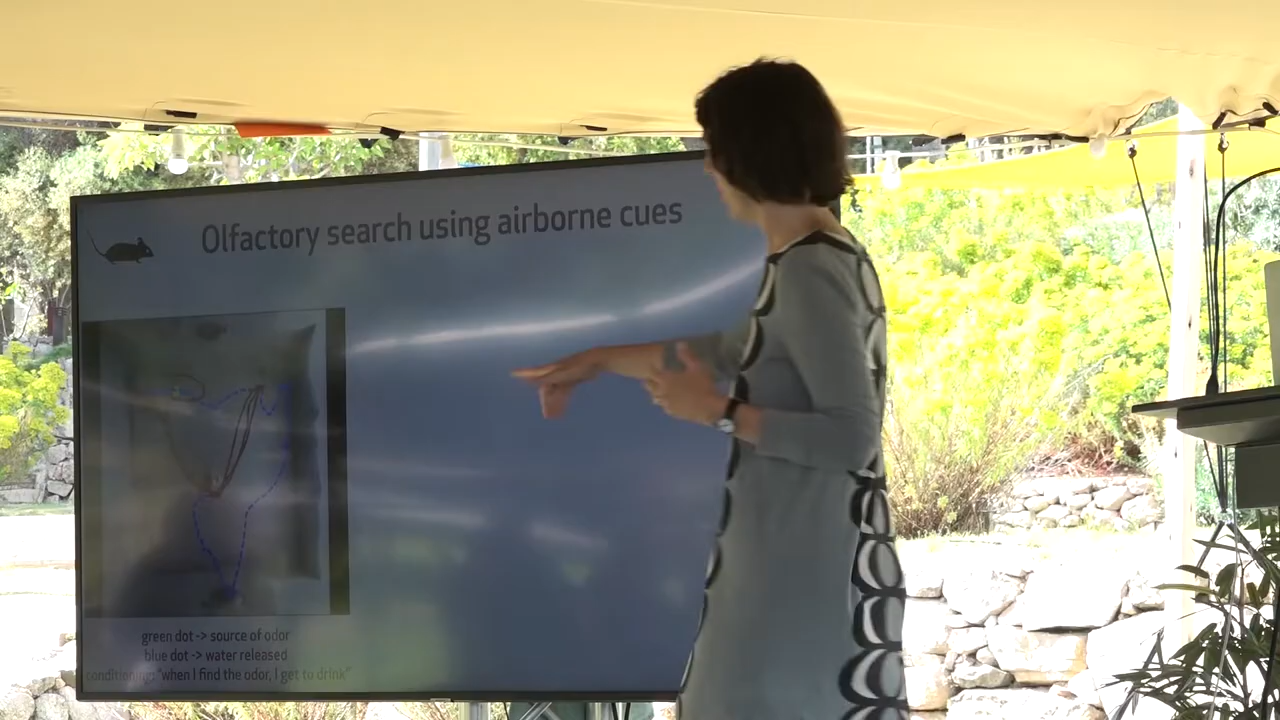 Olfactory search using airborne cues
green dot -> source of odor
blue dot -> water released
conditioning: "when I find the odor, I get to drink"